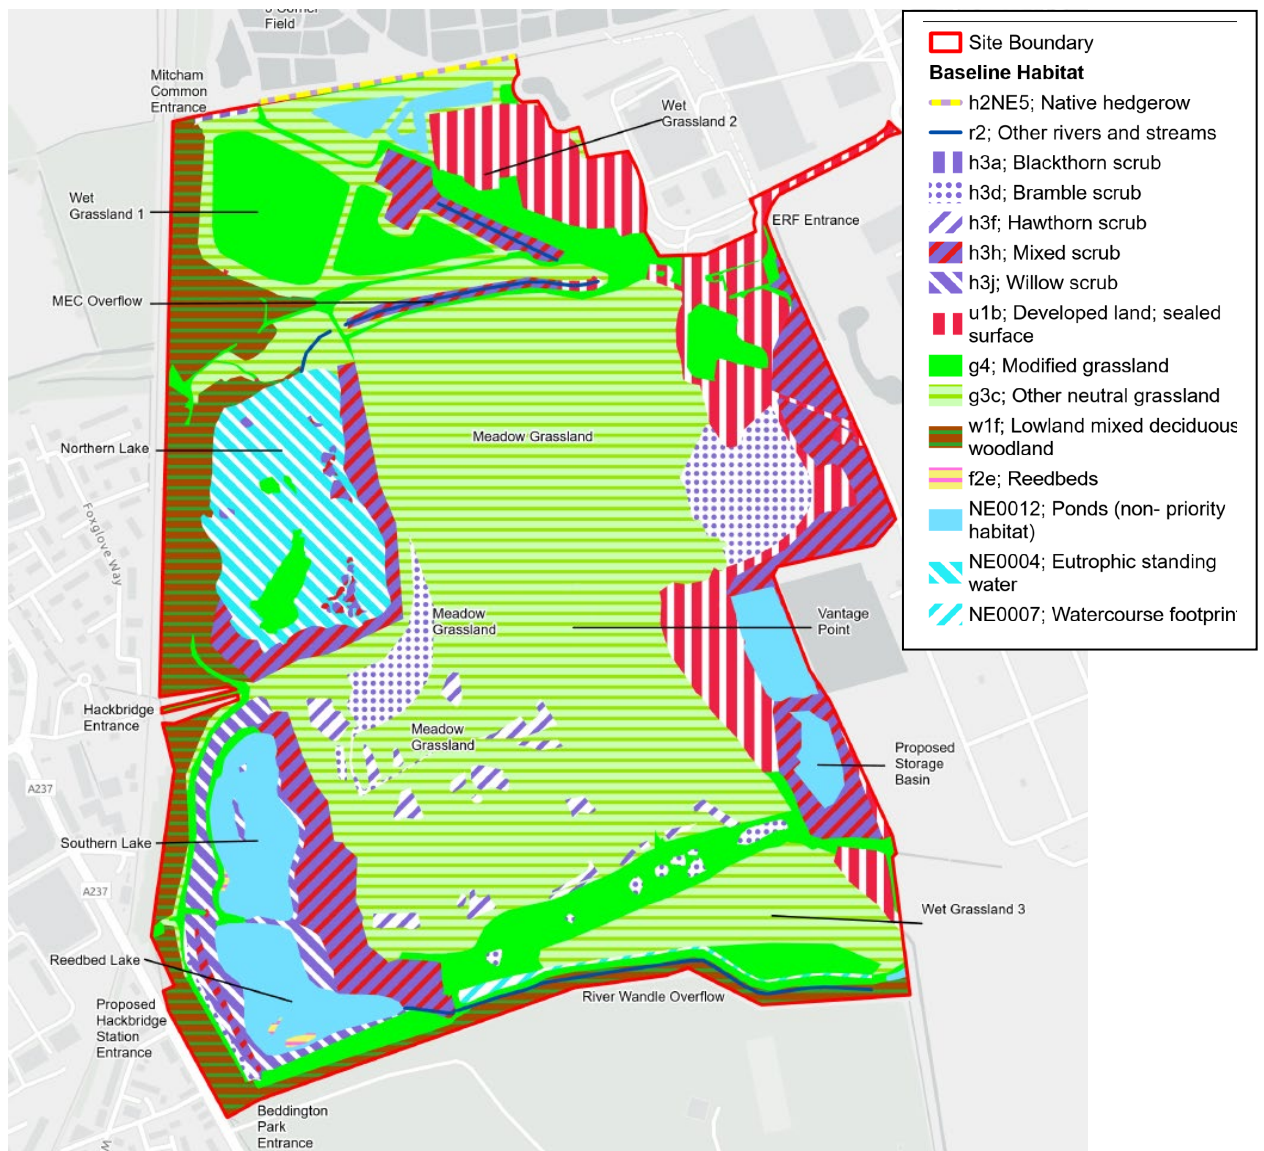 Corner
Field
Mitcham
Common
Entrance
Wet
Grassland 2
Wet
Grassland 1
ERF Entrance
MEC Overflow
Northern Lake
Meadow Grassland
Foxglove Way
Meadow
Grassland
Vantage
Point
Hackbridge
Entrance
Meadow
Grassland
Proposed
Storage
Basin
A237
Southern Lake
A237
Wet Grassland 3
Reedbed Lake
River Wandle Overflow
Proposed
Hackbridge
Station
Entrance
Beddington
Park
Entrance
Site Boundary
Baseline Habitat
h2NE5; Native hedgerow
r2; Other rivers and streams
h3a; Blackthorn scrub
h3d; Bramble scrub
h3f; Hawthorn scrub
h3h; Mixed scrub
h3j; Willow scrub
u1b; Developed land; sealed
surface
g4; Modified grassland
g3c; Other neutral grassland
w1f; Lowland mixed deciduous
woodland
f2e; Reedbeds
NE0012; Ponds (non- priority
habitat)
NE0004; Eutrophic standing
water
NE0007; Watercourse footprin